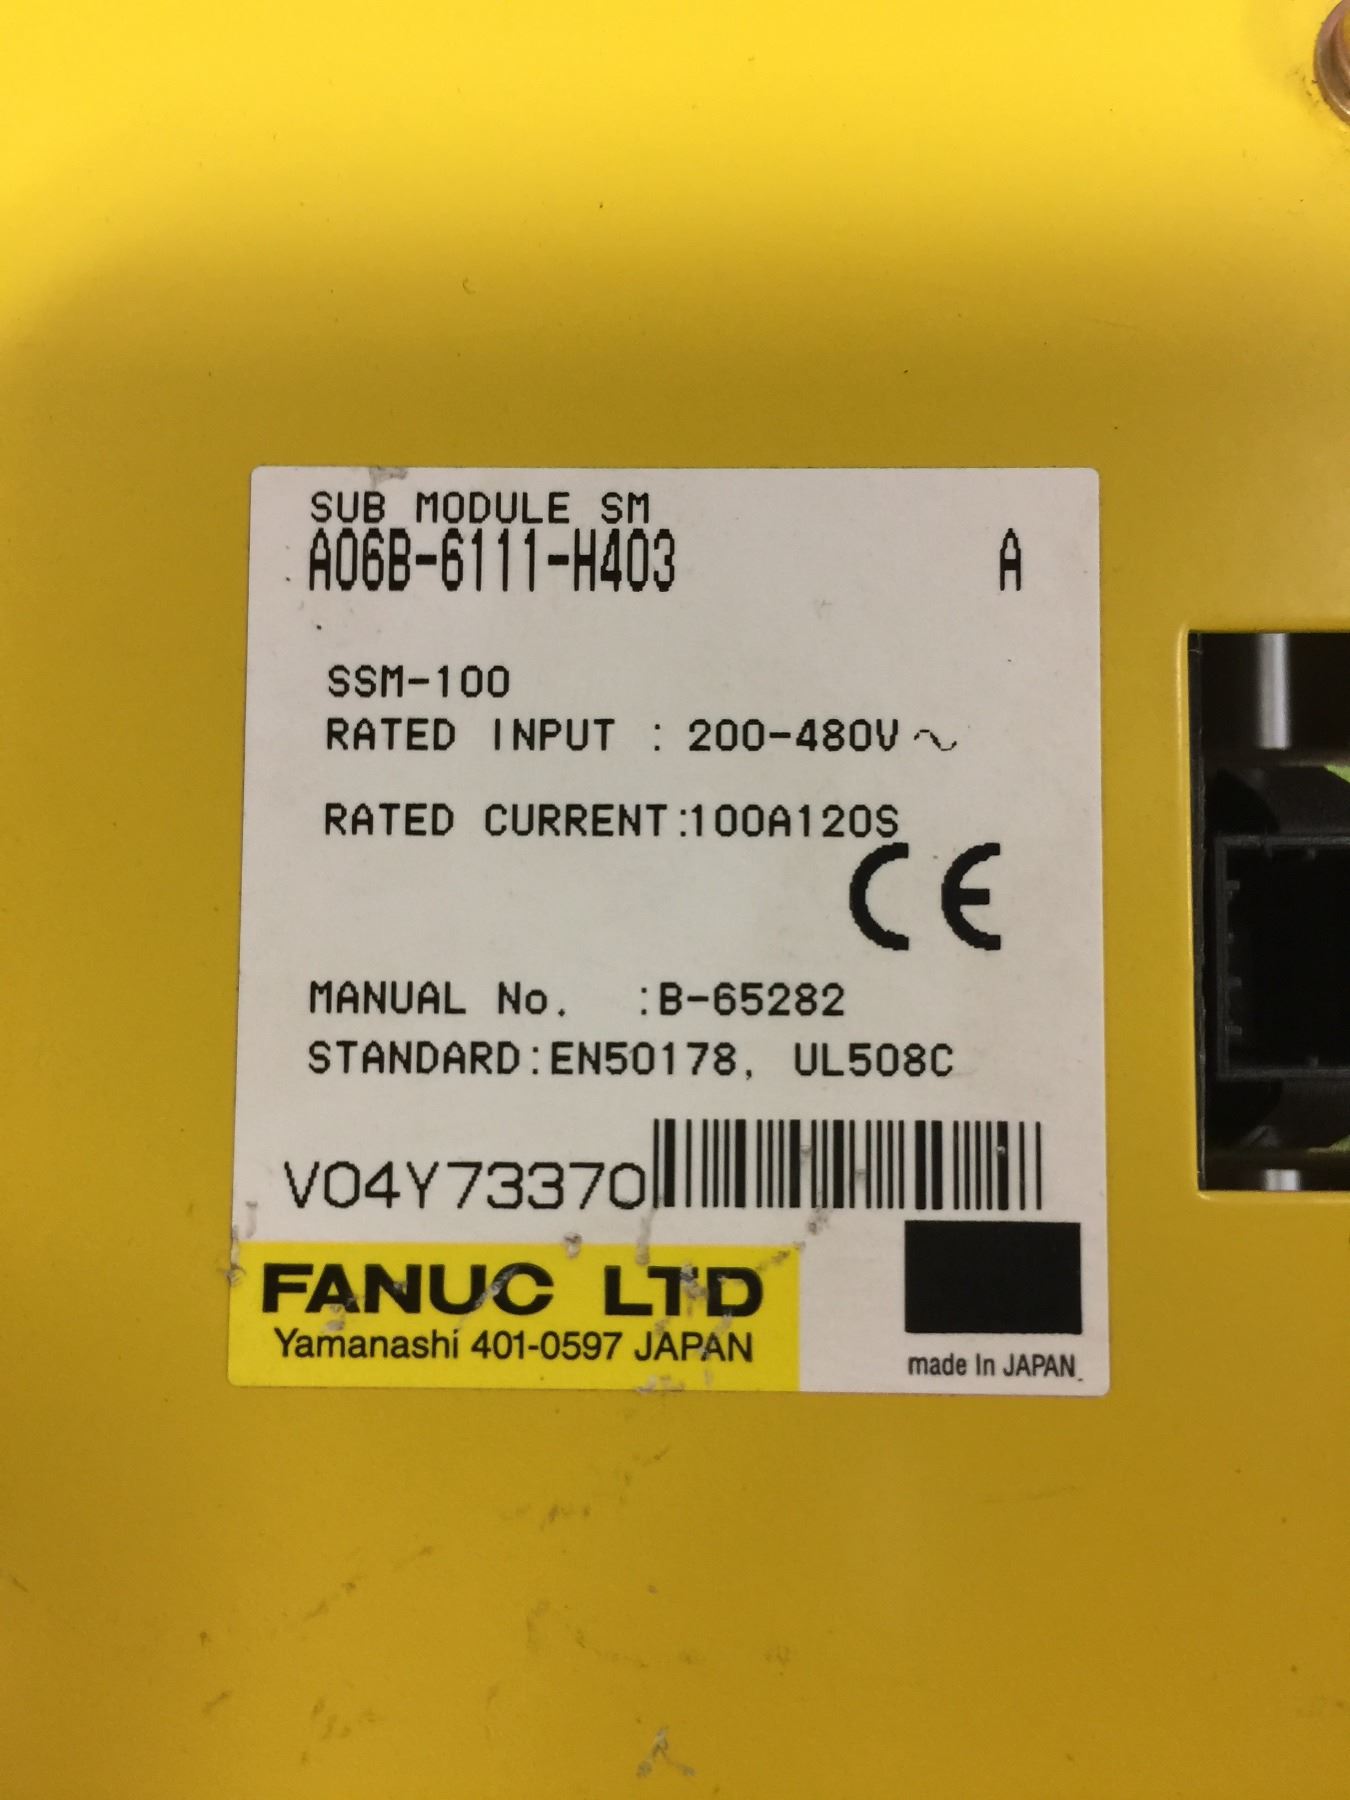 SUB MODULE SM
A06B-6111-H403 A
SSM-100
RATED INPUT : 200-480V～
RATED CURRENT:100A120S
CE
MANUAL No. :B-65282
STANDARD:EN50178, UL508C
V04Y73370
FANUC LTD
Yamanashi 401-0597 JAPAN
made In JAPAN.